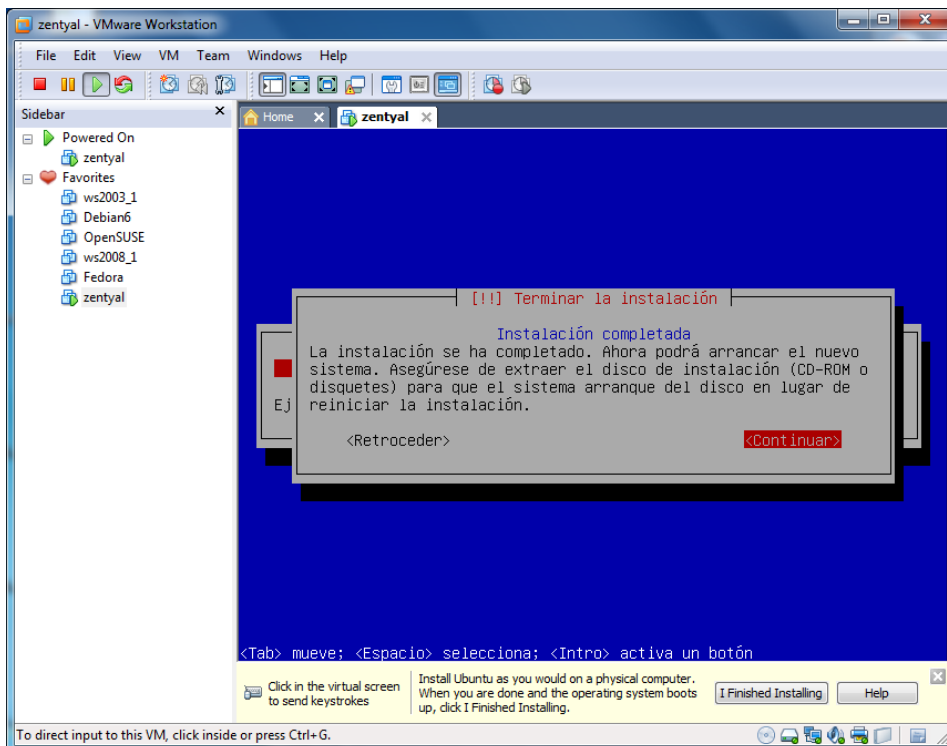 zentyal - VMware Workstation
File Edit View VM Team Windows Help
Sidebar
Powered On
zentyal
Favorites
ws2003_1
Debian6
OpenSUSE
ws2008_1
Fedora
zentyal
Home
zentyal
[!!] Terminar la instalación
Instalación completada
La instalación se ha completado. Ahora podrá arrancar el nuevo
sistema. Asegúrese de extraer el disco de instalación (CD-ROM o
disquetes) para que el sistema arranque del disco en lugar de
reiniciar la instalación.
Ej
<Retroceder> <Continuar>
<Tab> mueve; <Espacio> selecciona; <Intro> activa un botón
Click in the virtual screen
to send keystrokes
Install Ubuntu as you would on a physical computer.
When you are done and the operating system boots
up, click I Finished Installing.
I Finished Installing
Help
To direct input to this VM, click inside or press Ctrl+G.